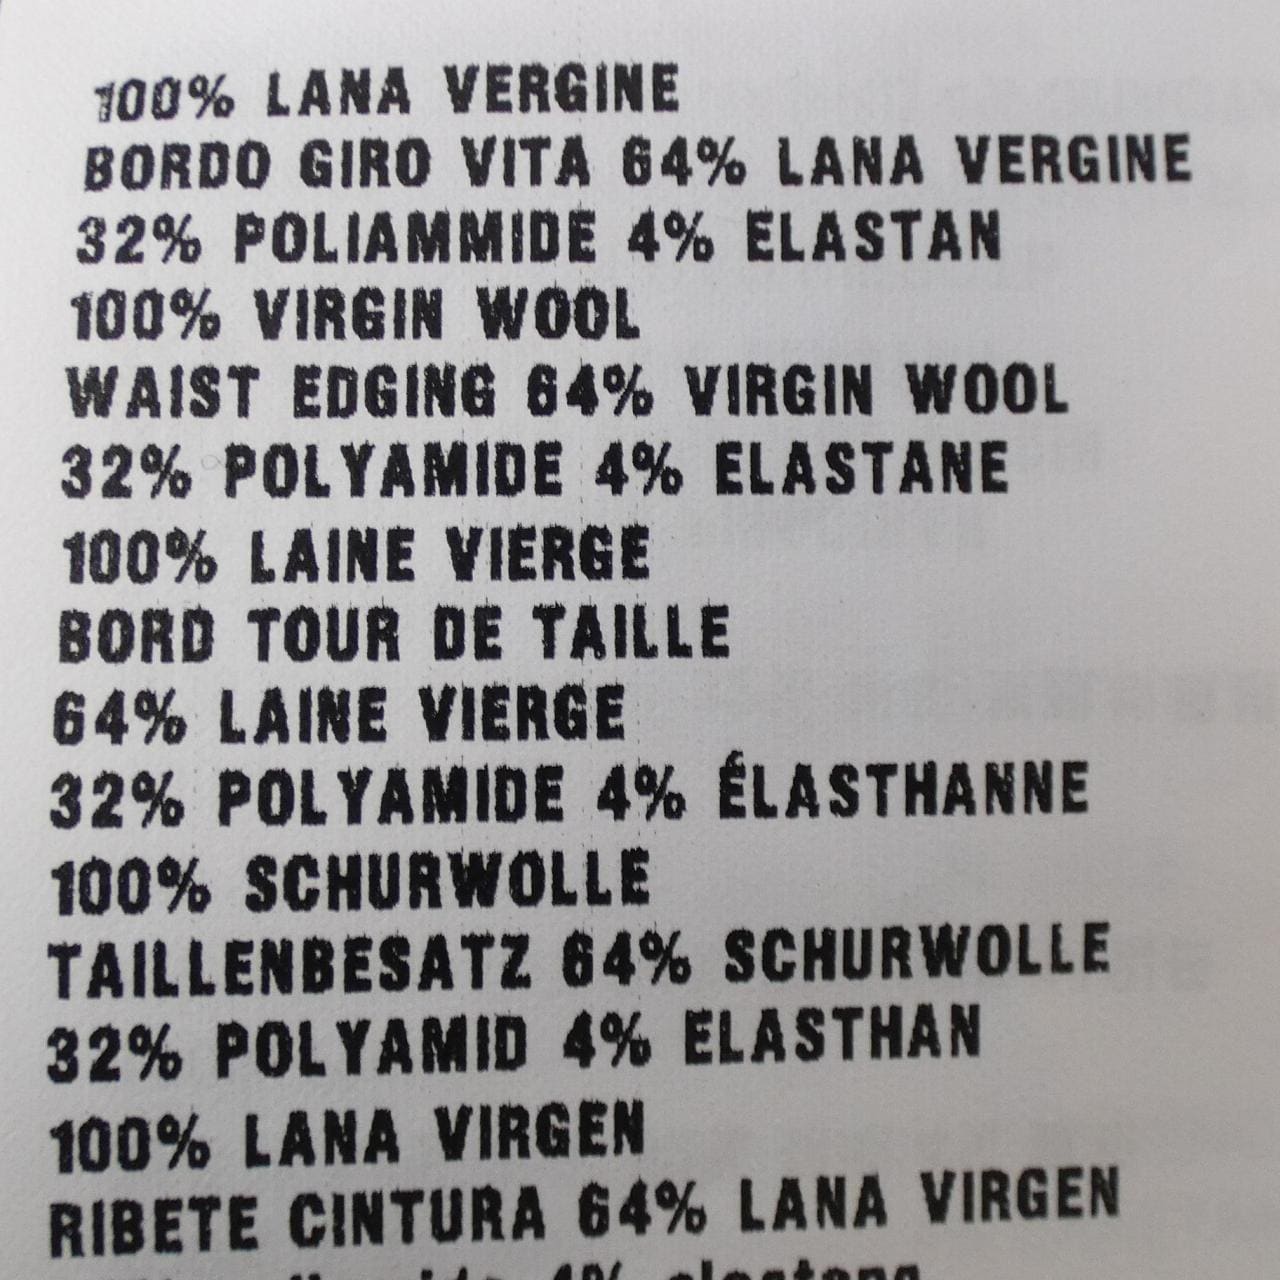 100% LANA VERGINE
BORDO GIRO VITA 64% LANA VERGINE
32% POLIAMMIDE 4% ELASTAN
100% VIRGIN WOOL
WAIST EDGING 64% VIRGIN WOOL
32% POLYAMIDE 4% ELASTANE
100% LAINE VIERGE
BORD TOUR DE TAILLE
64% LAINE VIERGE
32% POLYAMIDE 4% ÉLASTHANNE
100% SCHURWOLLE
TAILLENBESATZ 64% SCHURWOLLE
32% POLYAMID 4% ELASTHAN
100% LANA VIRGEN
RIBETE CINTURA 64% LANA VIRGEN
4%